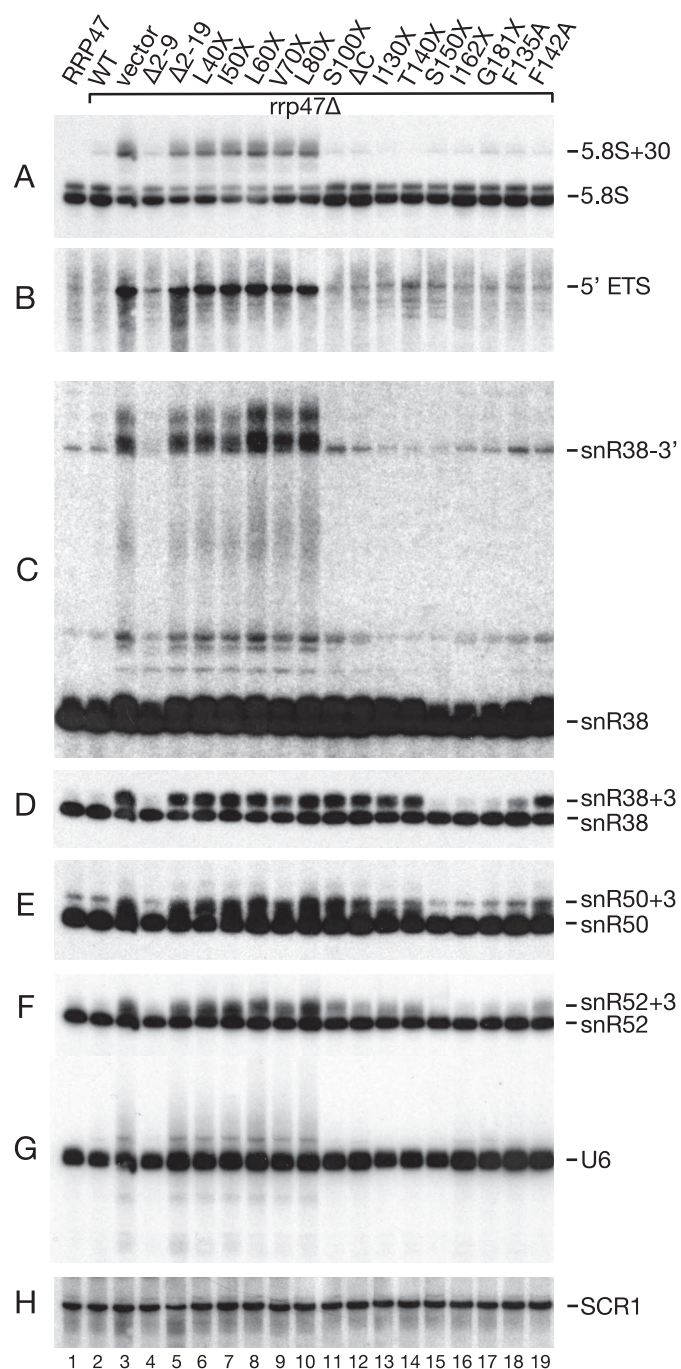 RRP47 WT vector Δ2-9 Δ2-19 L40X I50X L60X V70X L80X S100X ΔC I130X T140X S150X I162X G181X F135A F142A
rrp47Δ
A
-5.8S+30
-5.8S
B
-5' ETS
C
-snR38-3'
-snR38
D
-snR38+3
-snR38
E
-snR50+3
-snR50
F
-snR52+3
-snR52
G
-U6
H
-SCR1
1 2 3 4 5 6 7 8 9 10 11 12 13 14 15 16 17 18 19